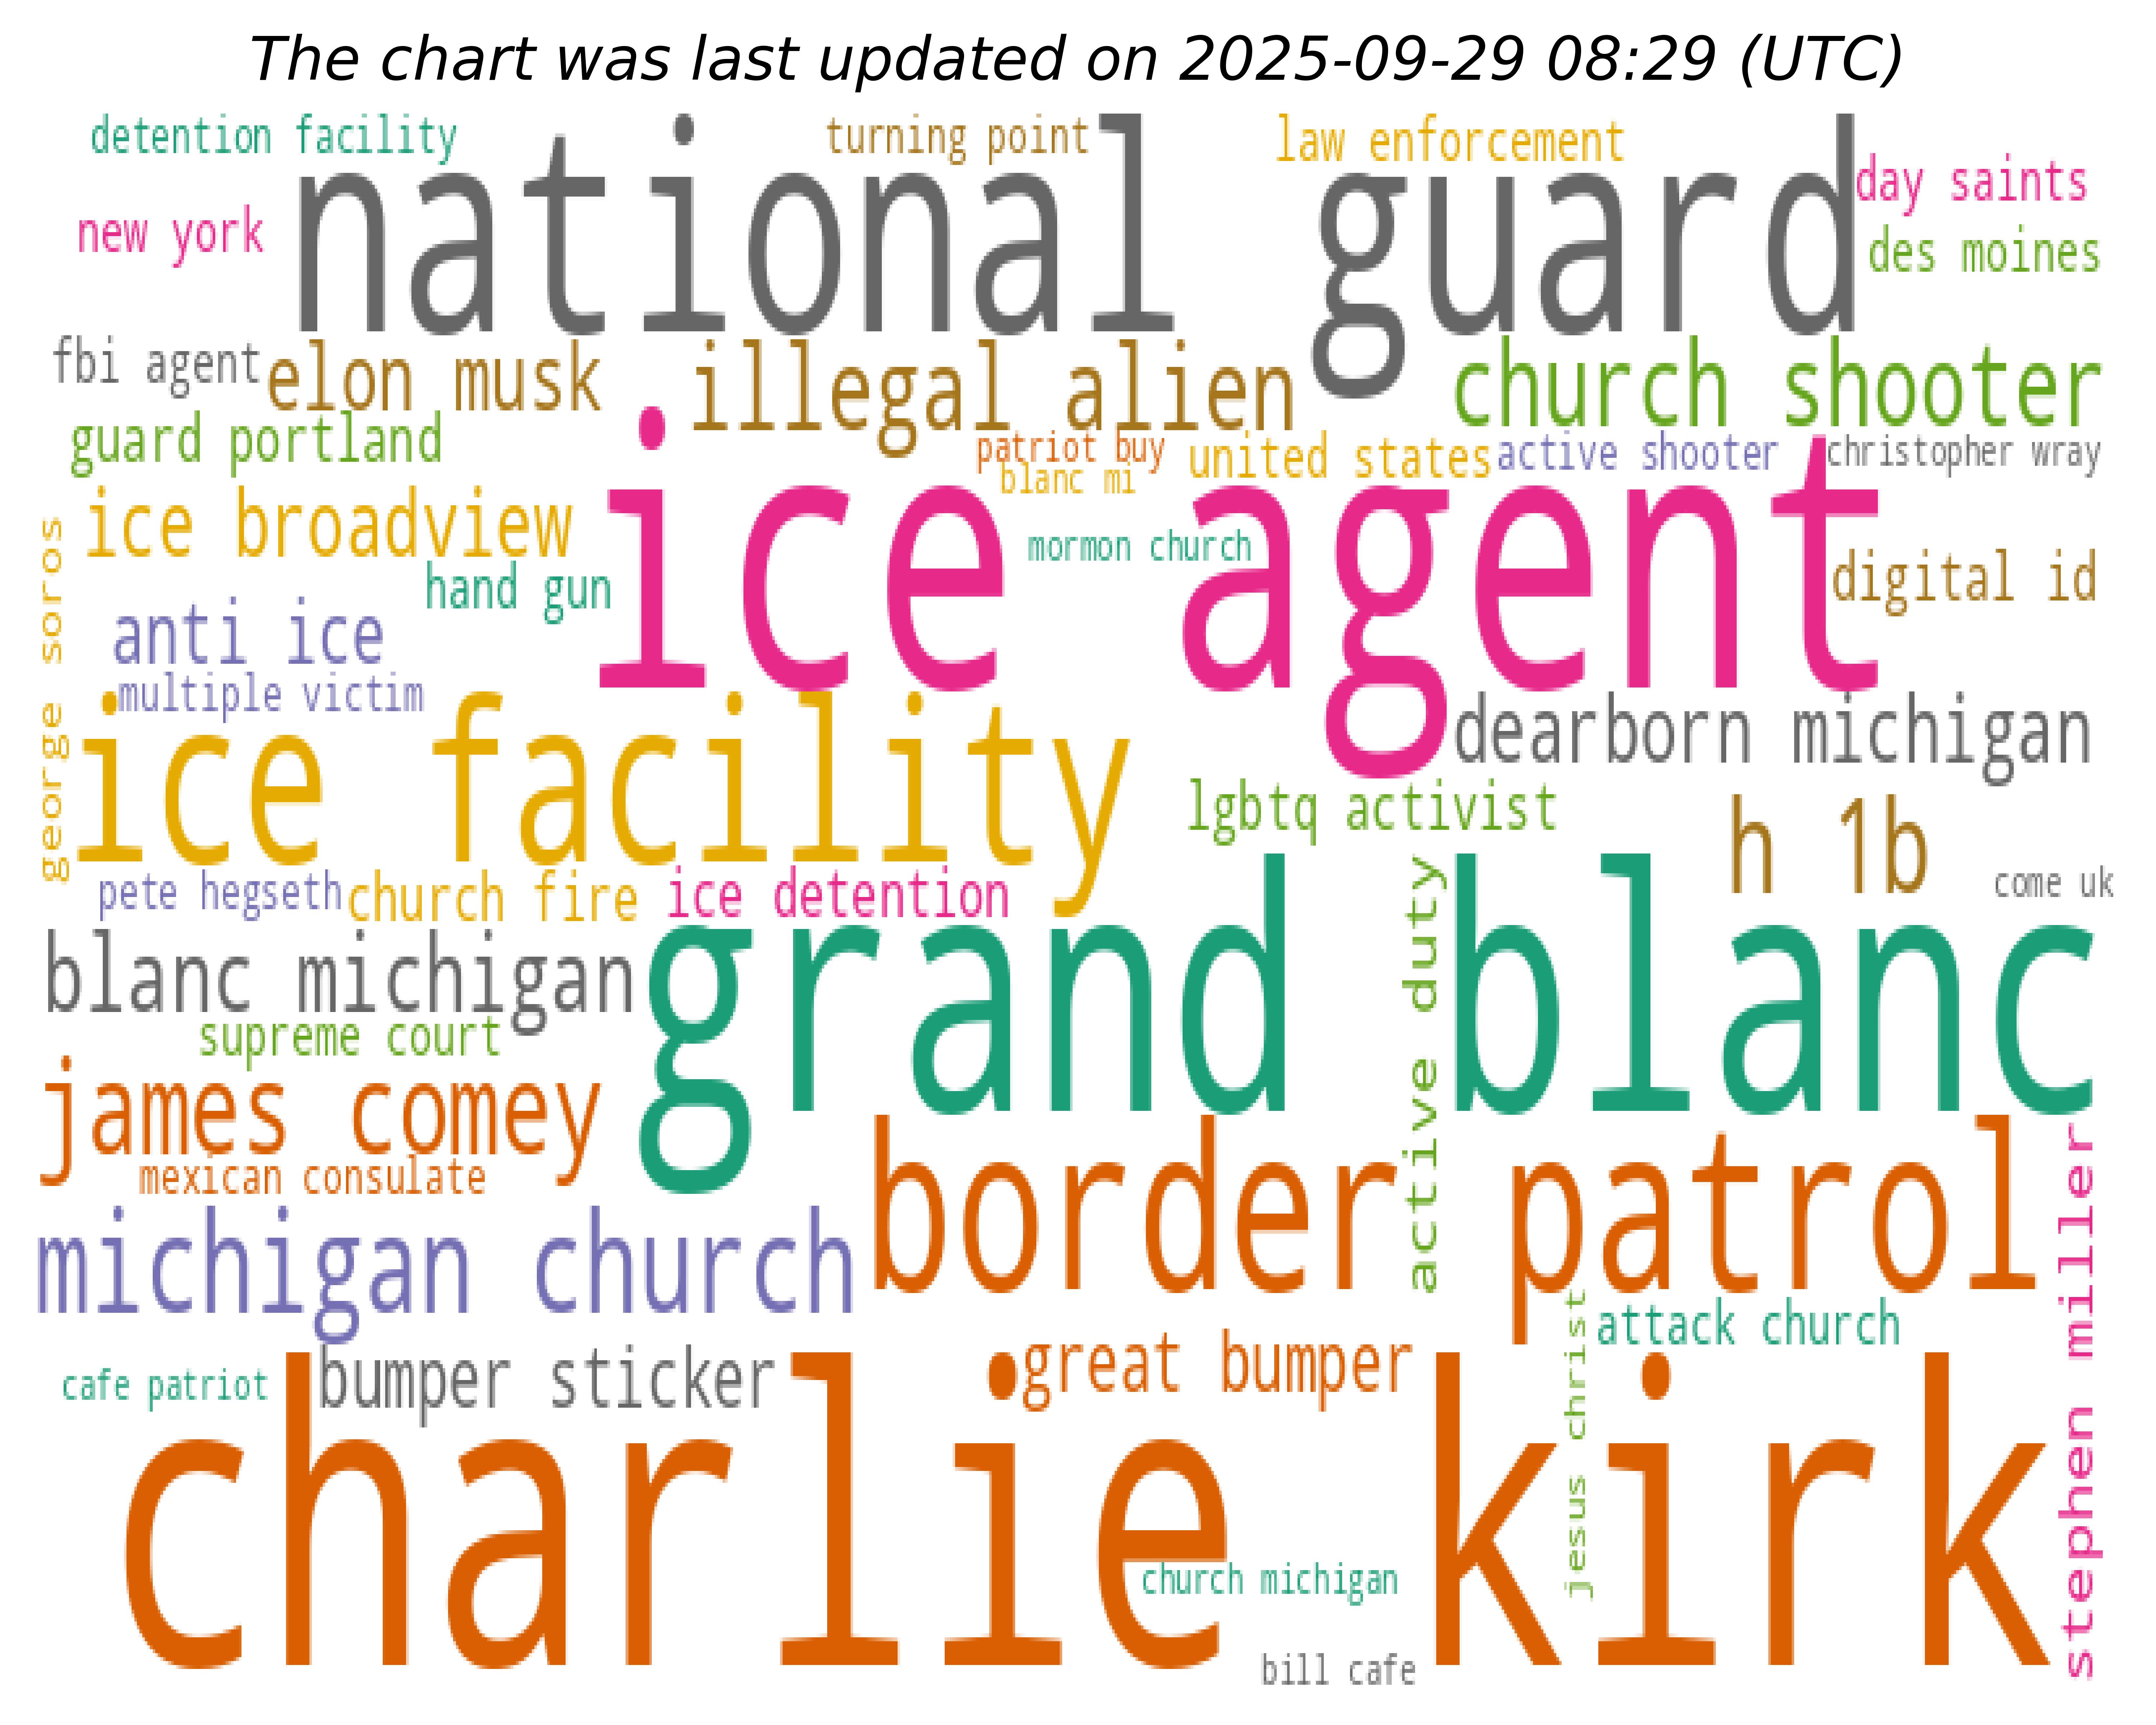 The chart was last updated on 2025-09-29 08:29 (UTC)
detention facility
turning point
law enforcement
day saints
new york
national guard
des moines
fbi agent
elon musk
illegal alien
church shooter
guard portland
patriot buy
united states
active shooter
christopher wray
blanc mi
ice broadview
ice agent
mormon church
hand gun
digital id
george soros
anti ice
multiple victim
ice facility
dearborn michigan
lgbtq activist
h 1b
pete hegseth
church fire
ice detention
come uk
active duty
blanc michigan
grand blanc
supreme court
james comey
mexican consulate
border patrol
stephen miller
michigan church
attack church
jesus christ
cafe patriot
bumper sticker
great bumper
charlie kirk
church michigan
bill cafe